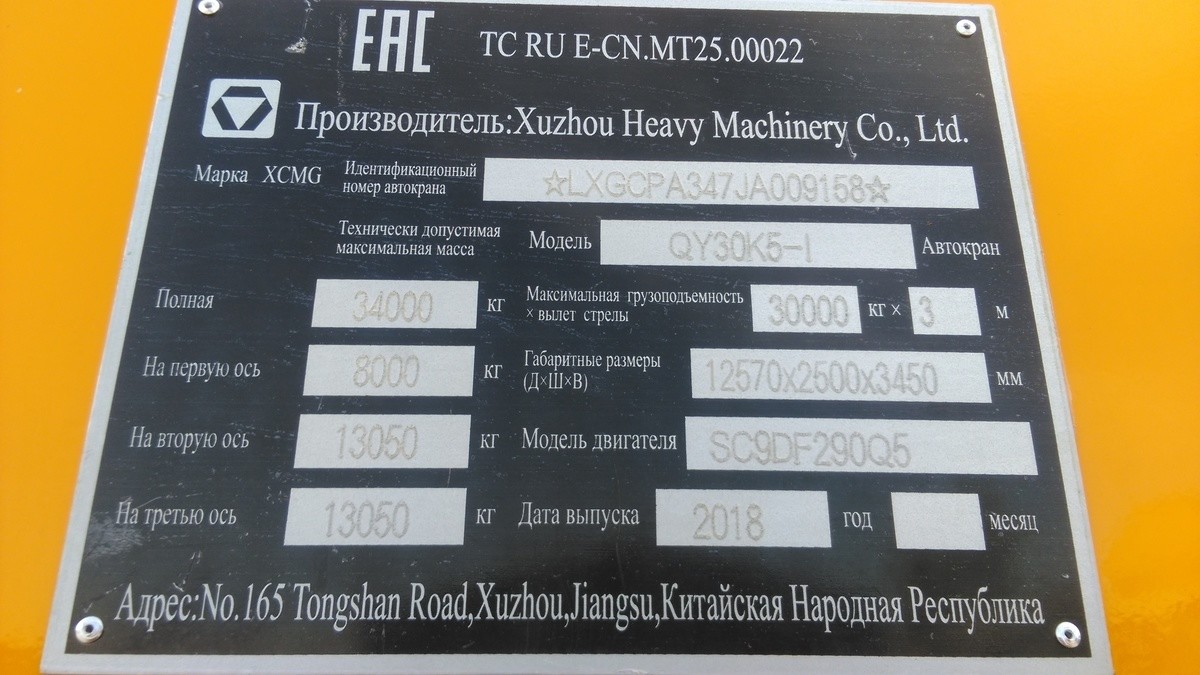 EAC TC RU E-CN.MT25.00022
Производитель:Xuzhou Heavy Machinery Co., Ltd.
Марка XCMG Идентификационный номер автокрана ☆LXGCPA347JA009158☆
Технически допустимая максимальная масса Модель QY30K5-I Автокран
Полная 34000 кг Максимальная грузоподъемность × вылет стрелы 30000 кг × 3 м
На первую ось 8000 кг Габаритные размеры (Д×Ш×В) 12570x2500x3450 мм
На вторую ось 13050 кг Модель двигателя SC9DF290Q5
На третью ось 13050 кг Дата выпуска 2018 год месяц
Адрес:No.165 Tongshan Road,Xuzhou,Jiangsu,Китайская Народная Республика